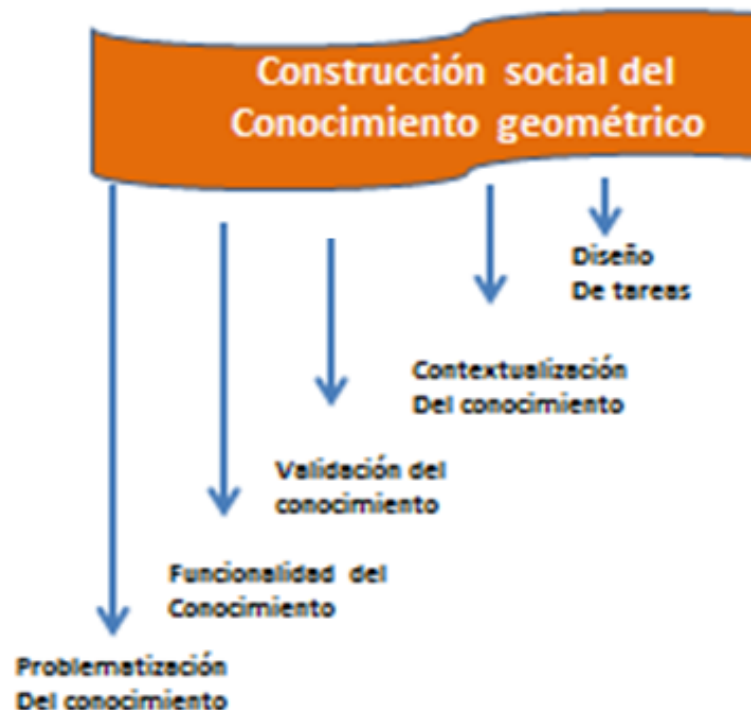 Construcción social del
Conocimiento geométrico
Diseño
De tareas
Contextualización
Del conocimiento
Validación del
conocimiento
Funcionalidad del
Conocimiento
Problematización
Del conocimiento